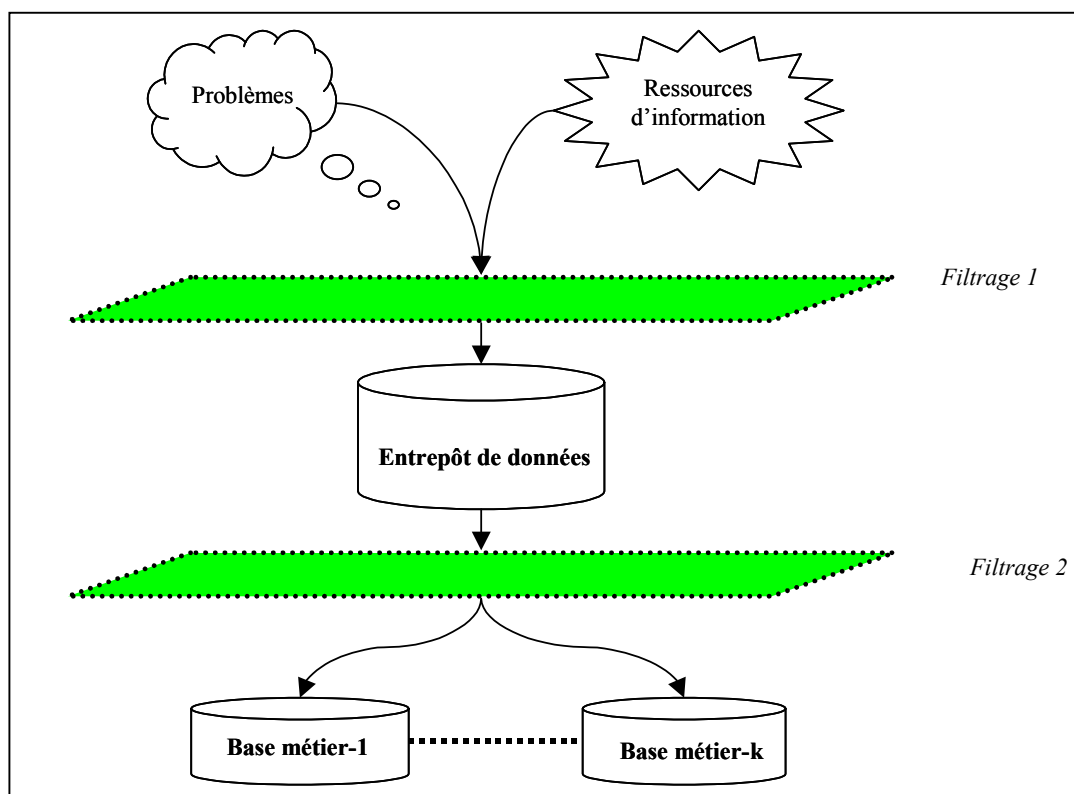 Problèmes
Ressources
d’information
Filtrage 1
Entrepôt de données
Filtrage 2
Base métier-1
Base métier-k